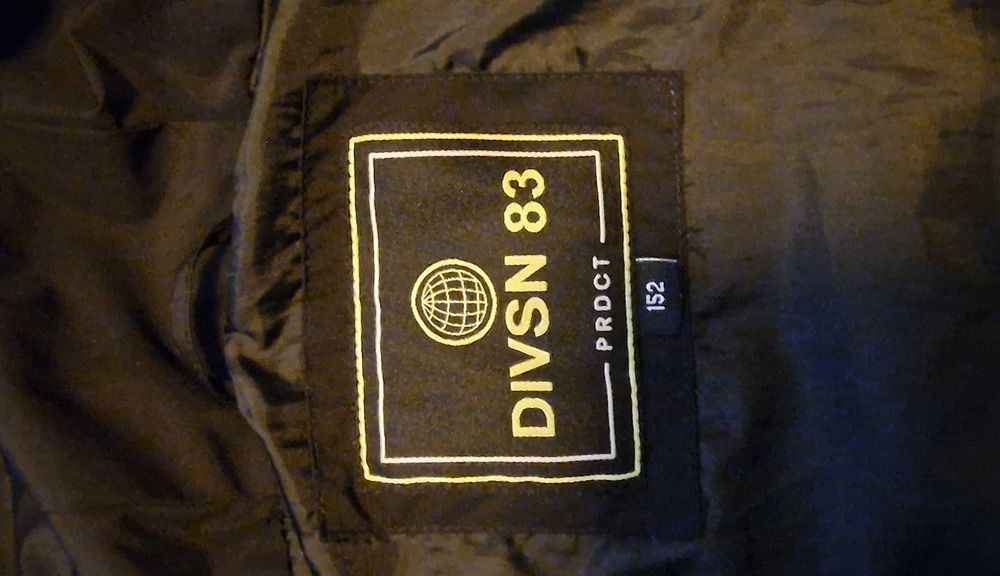 DIVSN 83
PRDCT
152